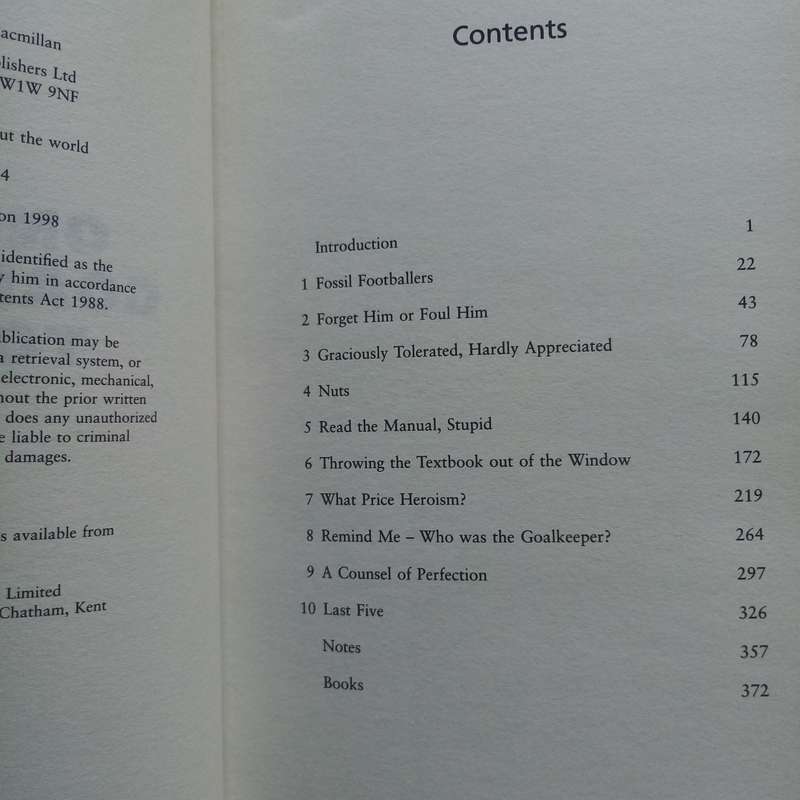 acmillan
lishers Ltd
W1W 9NF
ut the world
4
on 1998
identified as the
y him in accordance
tents Act 1988.
blication may be
a retrieval system, or
electronic, mechanical,
hout the prior written
does any unauthorized
e liable to criminal
damages.
s available from
Limited
Chatham, Kent
Contents
Introduction 1
1 Fossil Footballers 22
2 Forget Him or Foul Him 43
3 Graciously Tolerated, Hardly Appreciated 78
4 Nuts 115
5 Read the Manual, Stupid 140
6 Throwing the Textbook out of the Window 172
7 What Price Heroism? 219
8 Remind Me – Who was the Goalkeeper? 264
9 A Counsel of Perfection 297
10 Last Five 326
Notes 357
Books 372